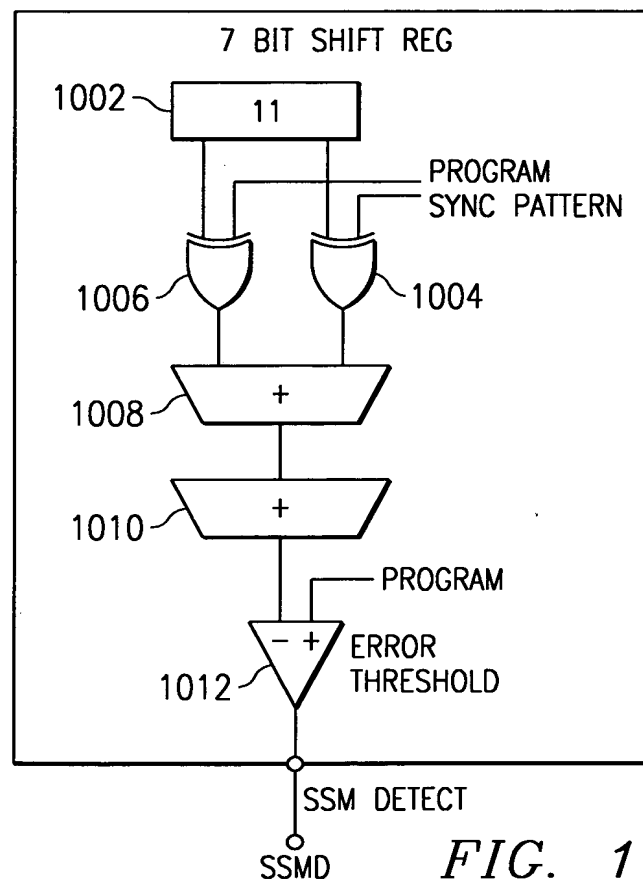 7 BIT SHIFT REG
1002
11
PROGRAM
SYNC PATTERN
1006
1004
+
1008
+
1010
PROGRAM
- +
ERROR
THRESHOLD
1012
SSM DETECT
SSMD
FIG. 1